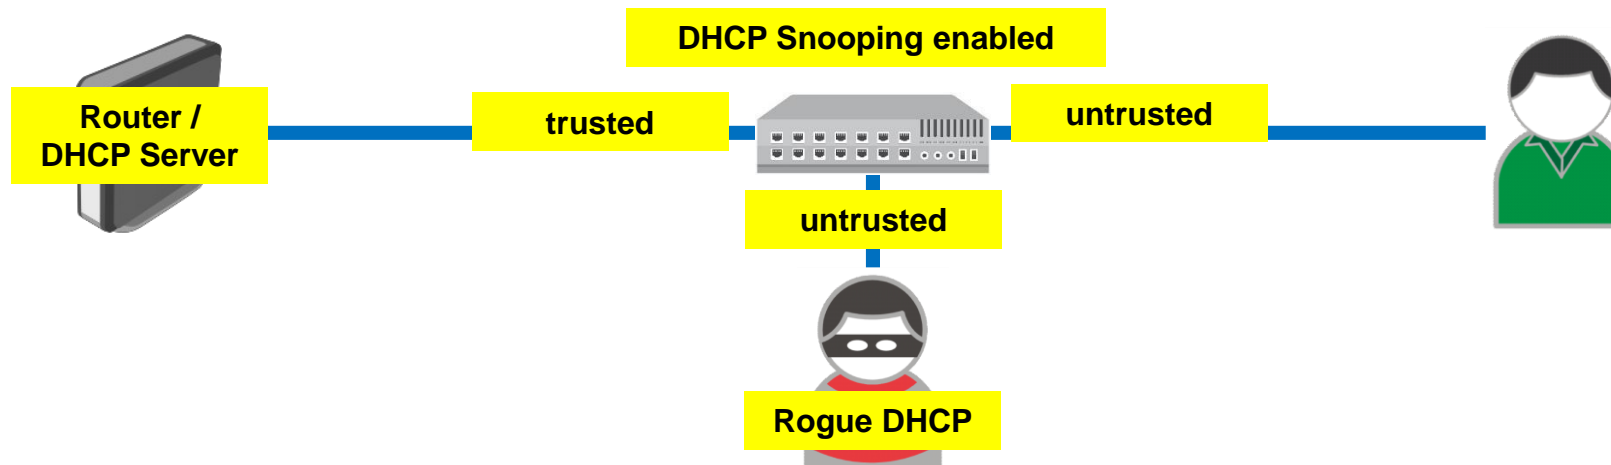 DHCP Snooping enabled
Router /
DHCP Server
trusted
untrusted
untrusted
Rogue DHCP